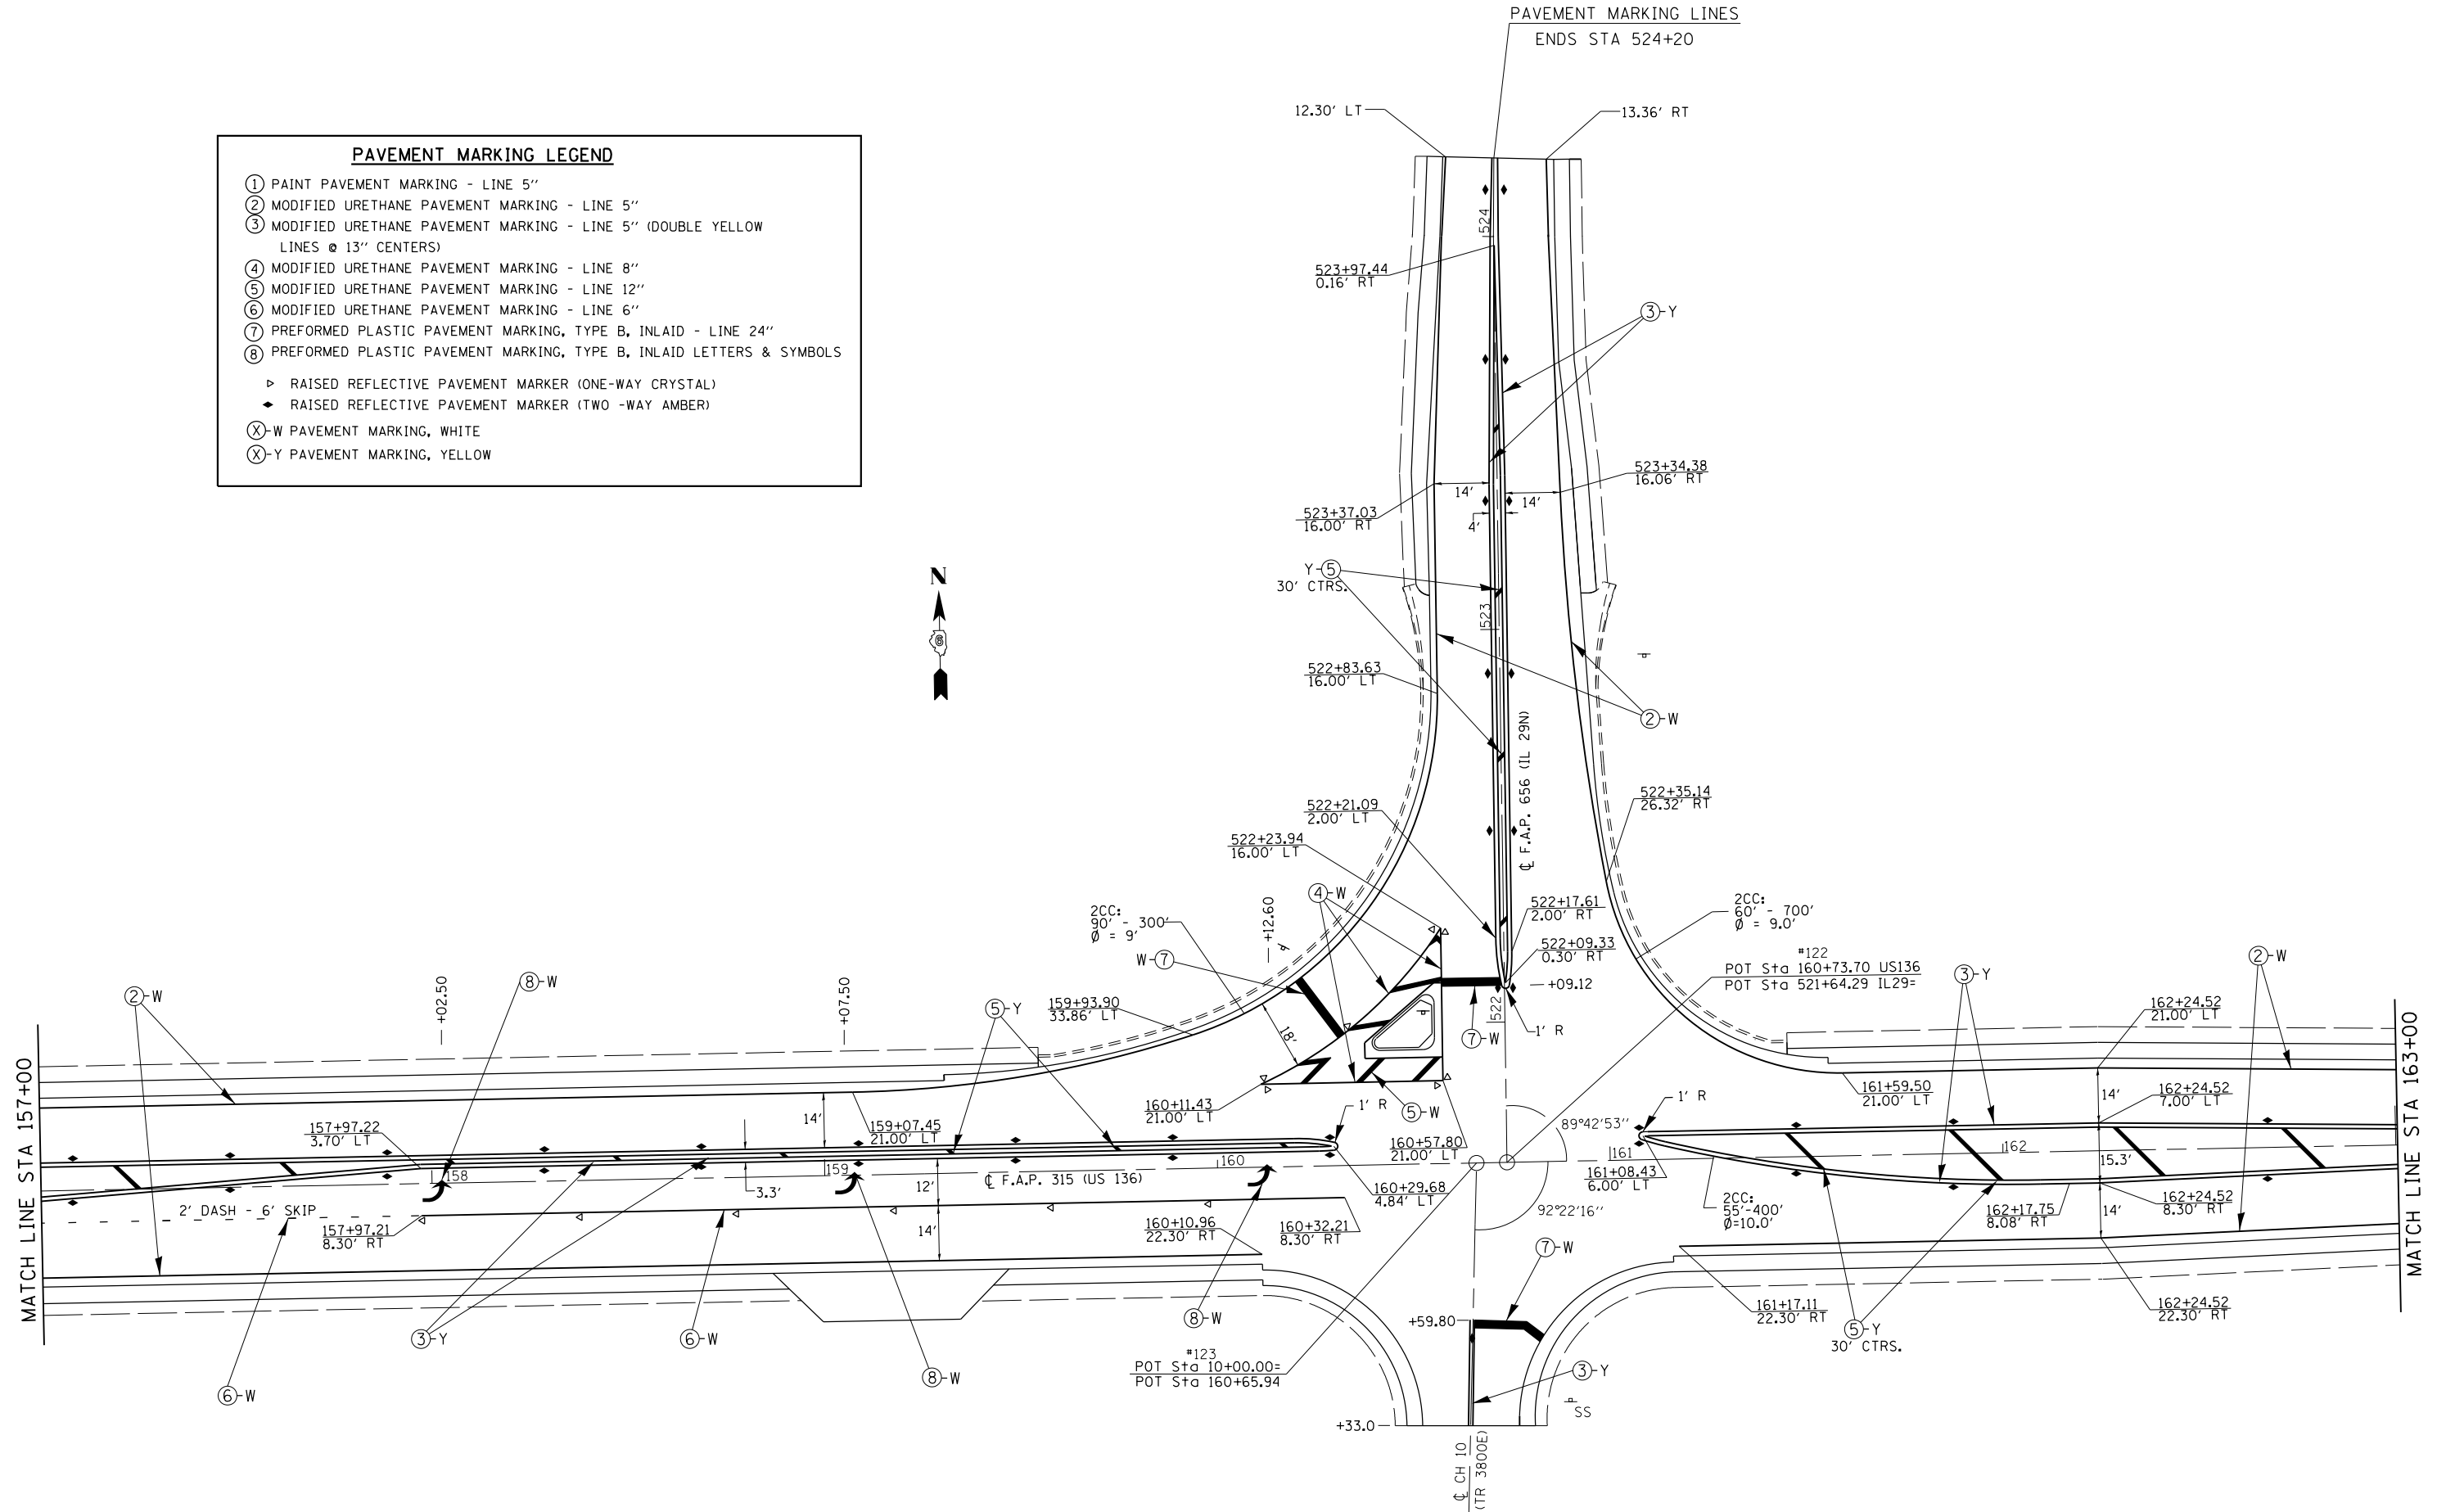 PAVEMENT MARKING LINES
ENDS STA 524+20
12.30' LT
13.36' RT
PAVEMENT MARKING LEGEND
1 PAINT PAVEMENT MARKING - LINE 5''
2 MODIFIED URETHANE PAVEMENT MARKING - LINE 5''
3 MODIFIED URETHANE PAVEMENT MARKING - LINE 5'' (DOUBLE YELLOW
LINES @ 13'' CENTERS)
4 MODIFIED URETHANE PAVEMENT MARKING - LINE 8''
5 MODIFIED URETHANE PAVEMENT MARKING - LINE 12''
6 MODIFIED URETHANE PAVEMENT MARKING - LINE 6''
7 PREFORMED PLASTIC PAVEMENT MARKING, TYPE B, INLAID - LINE 24''
8 PREFORMED PLASTIC PAVEMENT MARKING, TYPE B, INLAID LETTERS & SYMBOLS
RAISED REFLECTIVE PAVEMENT MARKER (ONE-WAY CRYSTAL)
RAISED REFLECTIVE PAVEMENT MARKER (TWO -WAY AMBER)
X-W PAVEMENT MARKING, WHITE
X-Y PAVEMENT MARKING, YELLOW
524
523+97.44
0.16' RT
3-Y
523+34.38
16.06' RT
14'
14'
523+37.03
16.00' RT
4'
N
6
Y-5
30' CTRS.
523
522+83.63
16.00' LT
2-W
℄ F.A.P. 656 (IL 29N)
522+35.14
26.32' RT
522+21.09
2.00' LT
522+23.94
16.00' LT
4-W
2CC:
90' - 300'
Ø = 9'
+12.60
522+17.61
2.00' RT
2CC:
60' - 700'
Ø = 9.0'
522+09.33
0.30' RT
W-7
#122
POT Sta 160+73.70 US136
POT Sta 521+64.29 IL29=
+09.12
522
1' R
7-W
2-W
+02.50
8-W
+07.50
5-Y
159+93.90
33.86' LT
18'
3-Y
2-W
162+24.52
21.00' LT
MATCH LINE STA 157+00
MATCH LINE STA 163+00
14'
159+07.45
21.00' LT
160+11.43
21.00' LT
5-W
1' R
160+57.80
21.00' LT
89°42'53''
1' R
161+59.50
21.00' LT
14'
162+24.52
7.00' LT
157+97.22
3.70' LT
158
159
160
161
162
3.3'
12'
℄ F.A.P. 315 (US 136)
160+29.68
4.84' LT
161+08.43
6.00' LT
15.3'
2' DASH - 6' SKIP
157+97.21
8.30' RT
14'
160+10.96
22.30' RT
160+32.21
8.30' RT
92°22'16''
2CC:
55'-400'
Ø=10.0'
162+17.75
8.08' RT
162+24.52
8.30' RT
14'
7-W
161+17.11
22.30' RT
5-Y
30' CTRS.
162+24.52
22.30' RT
6-W
3-Y
6-W
8-W
8-W
+59.80
#123
POT Sta 10+00.00=
POT Sta 160+65.94
3-Y
SS
+33.0
℄ CH 10
(TR 3800E)